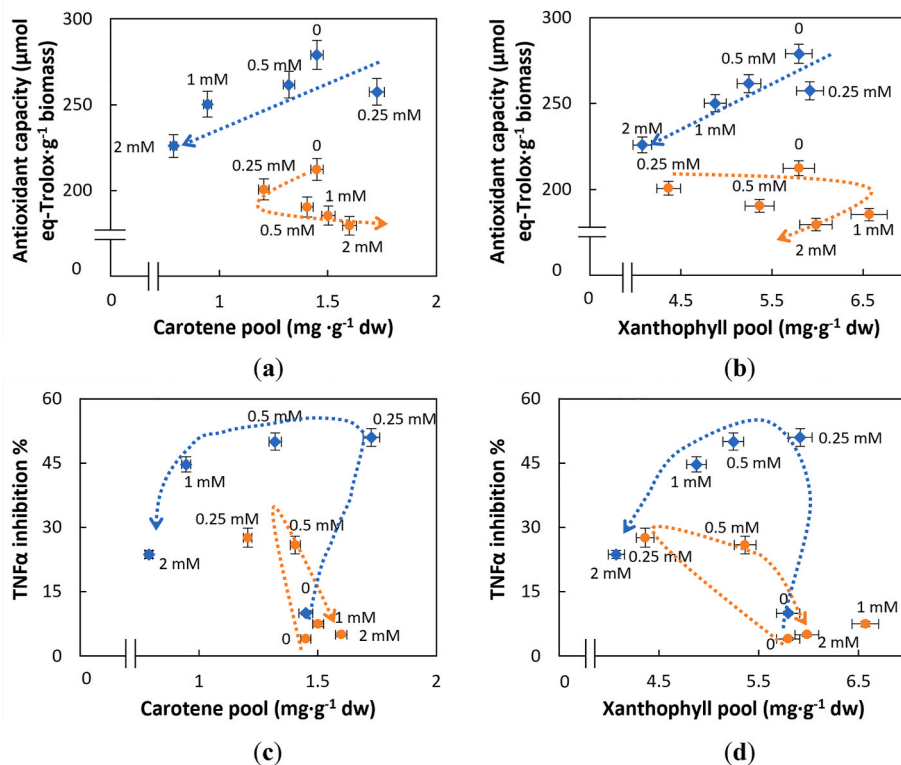 300
250
200
0
Antioxidant capacity (µmol
eq-Trolox·g-1 biomass)
0
0.5 mM
1 mM
0.25 mM
2 mM
0
0.25 mM
1 mM
0.5 mM
2 mM
0 1 1.5 2
Carotene pool (mg ·g-1 dw)
(a)
300
250
200
0
Antioxidant capacity (µmol
eq-Trolox·g-1 biomass)
0
0.5 mM
0.25 mM
1 mM
2 mM
0.25 mM
0
0.5 mM
1 mM
2 mM
0 4.5 5.5 6.5
Xanthophyll pool (mg·g-1 dw)
(b)
60
45
30
15
0
TNFα inhibition %
0.5 mM
0.25 mM
1 mM
0.25 mM
0.5 mM
2 mM
0
1 mM
0
2 mM
0 1 1.5 2
Carotene pool (mg·g-1 dw)
(c)
60
45
30
15
0
TNFα inhibition %
0.25 mM
0.5 mM
1 mM
0.5 mM
0.25 mM
2 mM
0
1 mM
0
2 mM
0 4.5 5.5 6.5
Xanthophyll pool (mg·g-1 dw)
(d)